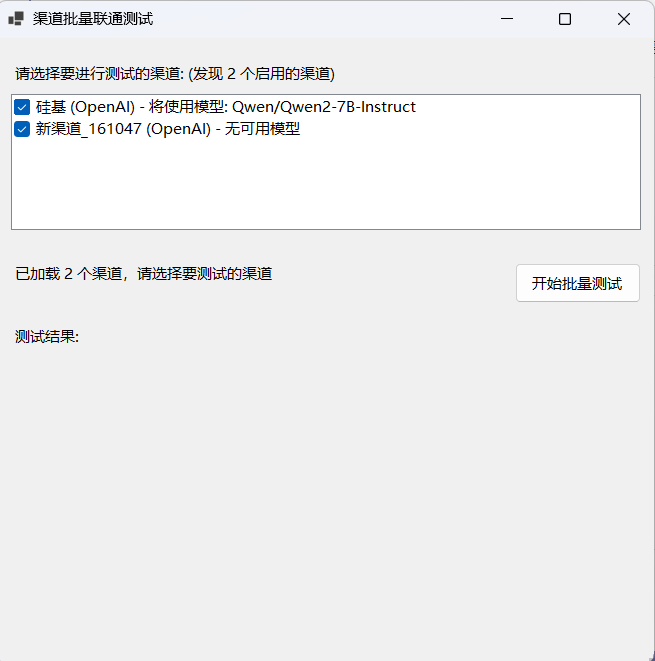 渠道批量联通测试
请选择要进行测试的渠道: (发现 2 个启用的渠道)
硅基 (OpenAI) - 将使用模型: Qwen/Qwen2-7B-Instruct
新渠道_161047 (OpenAI) - 无可用模型
已加载 2 个渠道，请选择要测试的渠道
开始批量测试
测试结果: